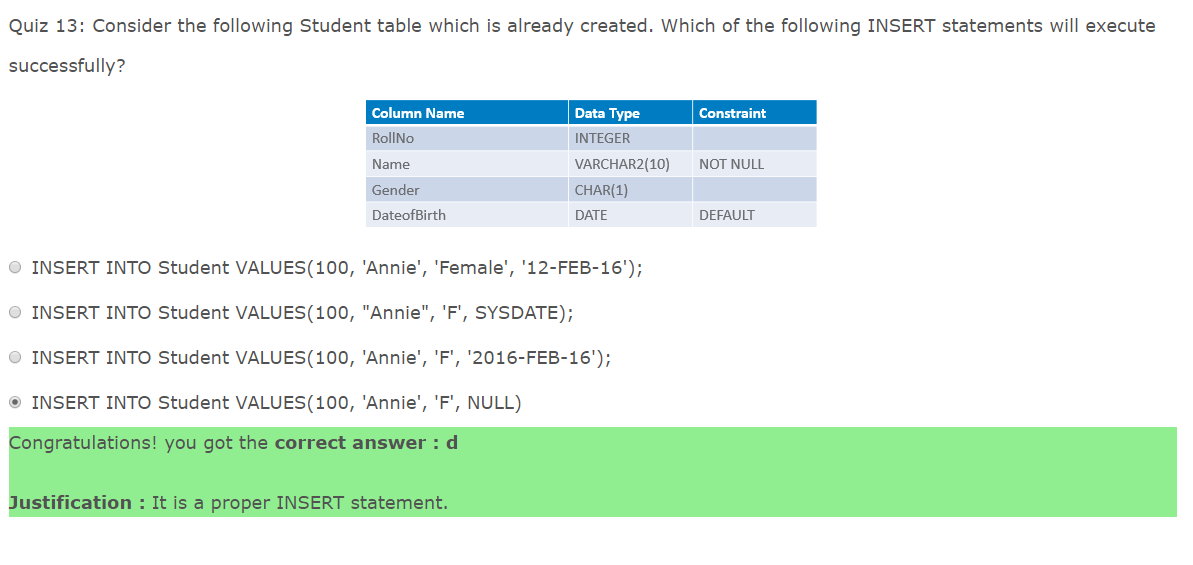 Quiz 13: Consider the following Student table which is already created. Which of the following INSERT statements will execute
successfully?
Column Name Data Type Constraint
RollNo INTEGER
Name VARCHAR2(10) NOT NULL
Gender CHAR(1)
DateofBirth DATE DEFAULT
INSERT INTO Student VALUES(100, 'Annie', 'Female', '12-FEB-16');
INSERT INTO Student VALUES(100, "Annie", 'F', SYSDATE);
INSERT INTO Student VALUES(100, 'Annie', 'F', '2016-FEB-16');
INSERT INTO Student VALUES(100, 'Annie', 'F', NULL)
Congratulations! you got the correct answer : d
Justification : It is a proper INSERT statement.